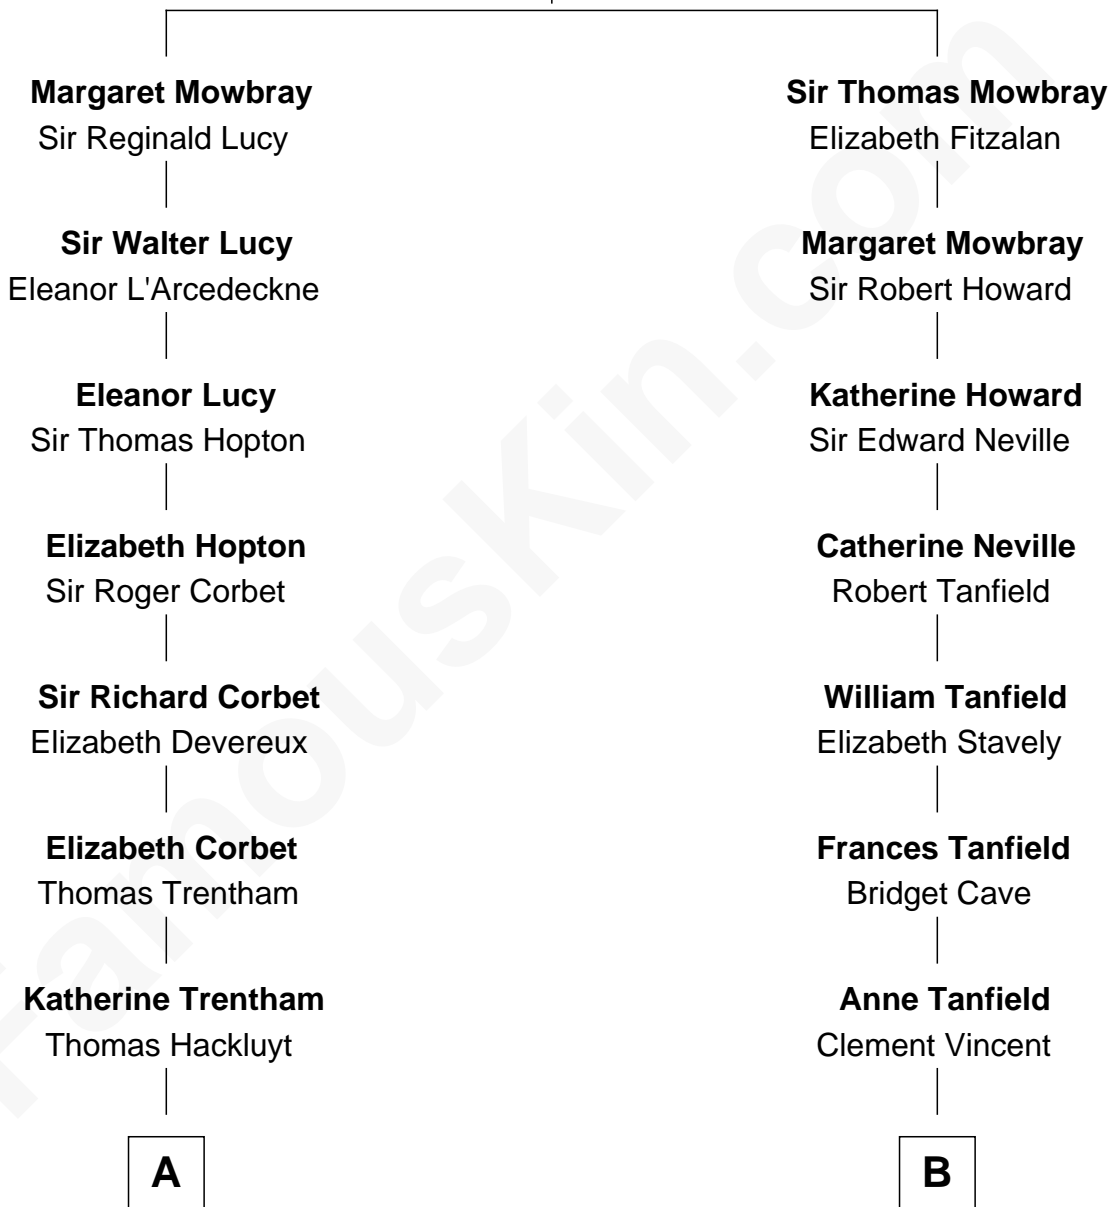 Margaret Mowbray
Sir Reginald Lucy
Sir Thomas Mowbray
Elizabeth Fitzalan
Sir Walter Lucy
Eleanor L'Arcedeckne
Margaret Mowbray
Sir Robert Howard
Eleanor Lucy
Sir Thomas Hopton
Katherine Howard
Sir Edward Neville
Elizabeth Hopton
Sir Roger Corbet
Catherine Neville
Robert Tanfield
Sir Richard Corbet
Elizabeth Devereux
William Tanfield
Elizabeth Stavely
Elizabeth Corbet
Thomas Trentham
Frances Tanfield
Bridget Cave
Katherine Trentham
Thomas Hackluyt
Anne Tanfield
Clement Vincent
A
B
FamousKin.com